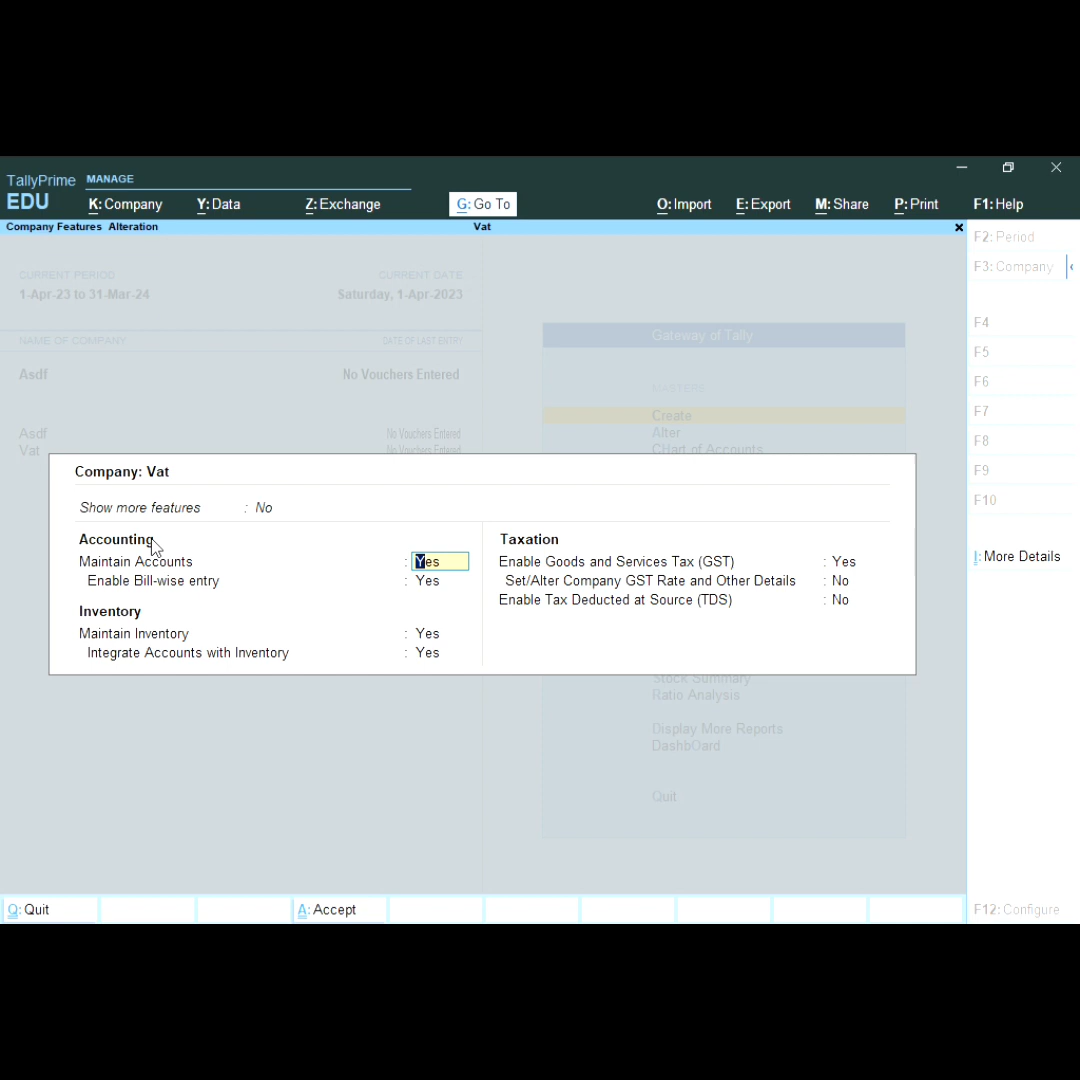 TallyPrime MANAGE
EDU K: Company Y: Data Z: Exchange G: Go To O: Import E: Export M: Share P: Print F1: Help
Company Features Alteration Vat
F2: Period
F3: Company
CURRENT PERIOD CURRENT DATE
1-Apr-23 to 31-Mar-24 Saturday, 1-Apr-2023
NAME OF COMPANY DATE OF LAST ENTRY
Asdf No Vouchers Entered
Asdf No Vouchers Entered
Vat No Vouchers Entered
Gateway of Tally
MASTERS
Create
Alter
CHart of Accounts
F4
F5
F6
F7
F8
F9
F10
I: More Details
Company: Vat
Show more features : No
Accounting
Maintain Accounts : Yes
Enable Bill-wise entry : Yes
Inventory
Maintain Inventory : Yes
Integrate Accounts with Inventory : Yes
Taxation
Enable Goods and Services Tax (GST) : Yes
Set/Alter Company GST Rate and Other Details : No
Enable Tax Deducted at Source (TDS) : No
Stock Summary
Ratio Analysis
Display More Reports
DashbOard
Quit
Q: Quit A: Accept F12: Configure